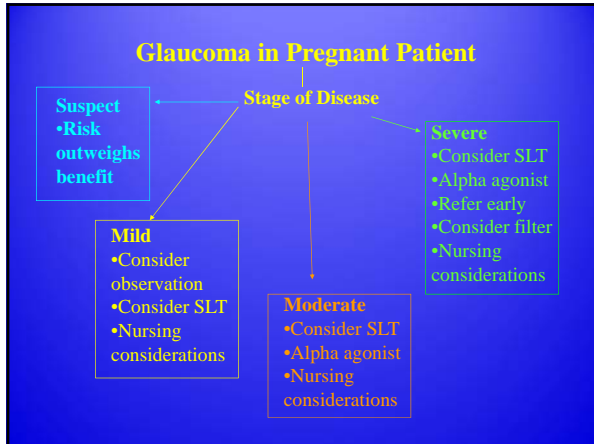 Glaucoma in Pregnant Patient
Stage of Disease
Suspect
•Risk
outweighs
benefit
Mild
•Consider
observation
•Consider SLT
•Nursing
considerations
Moderate
•Consider SLT
•Alpha agonist
•Nursing
considerations
Severe
•Consider SLT
•Alpha agonist
•Refer early
•Consider filter
•Nursing
considerations